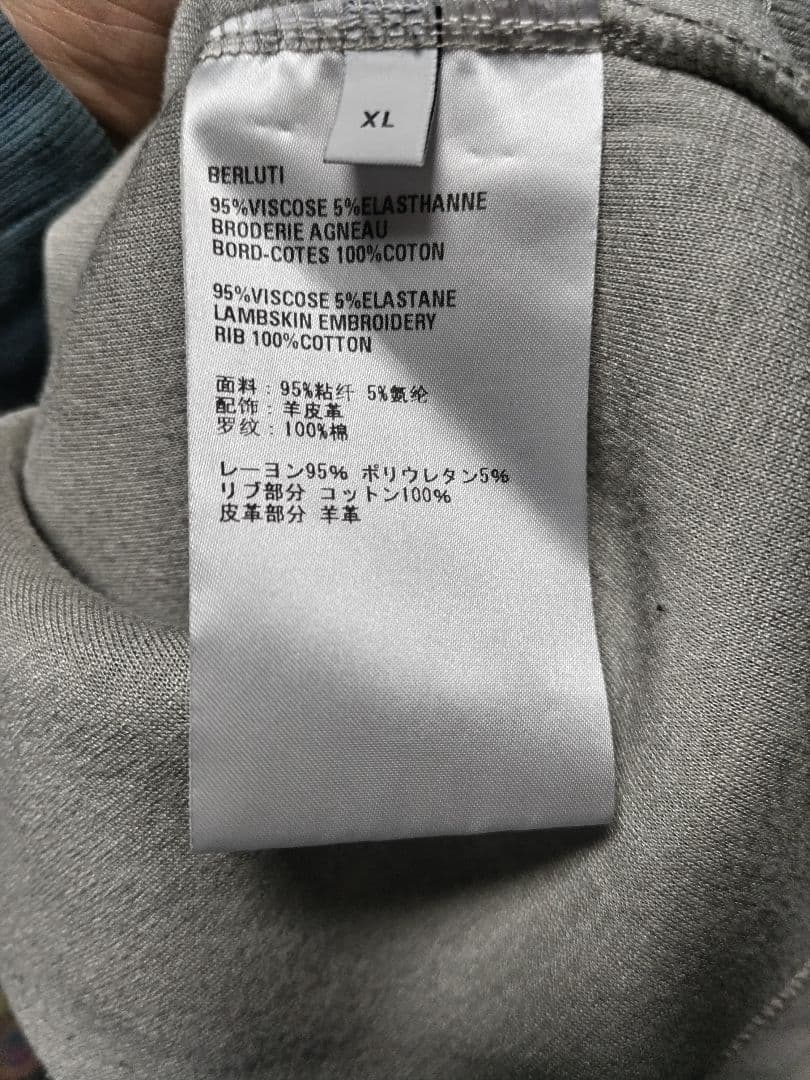 XL
BERLUTI
95%VISCOSE 5%ELASTHANNE
BRODERIE AGNEAU
BORD-COTES 100%COTON
95%VISCOSE 5%ELASTANE
LAMBSKIN EMBROIDERY
RIB 100%COTTON
面料：95%粘纤 5%氨纶
配饰：羊皮革
罗纹：100%棉
レーヨン95% ポリウレタン5%
リブ部分 コットン100%
皮革部分 羊革